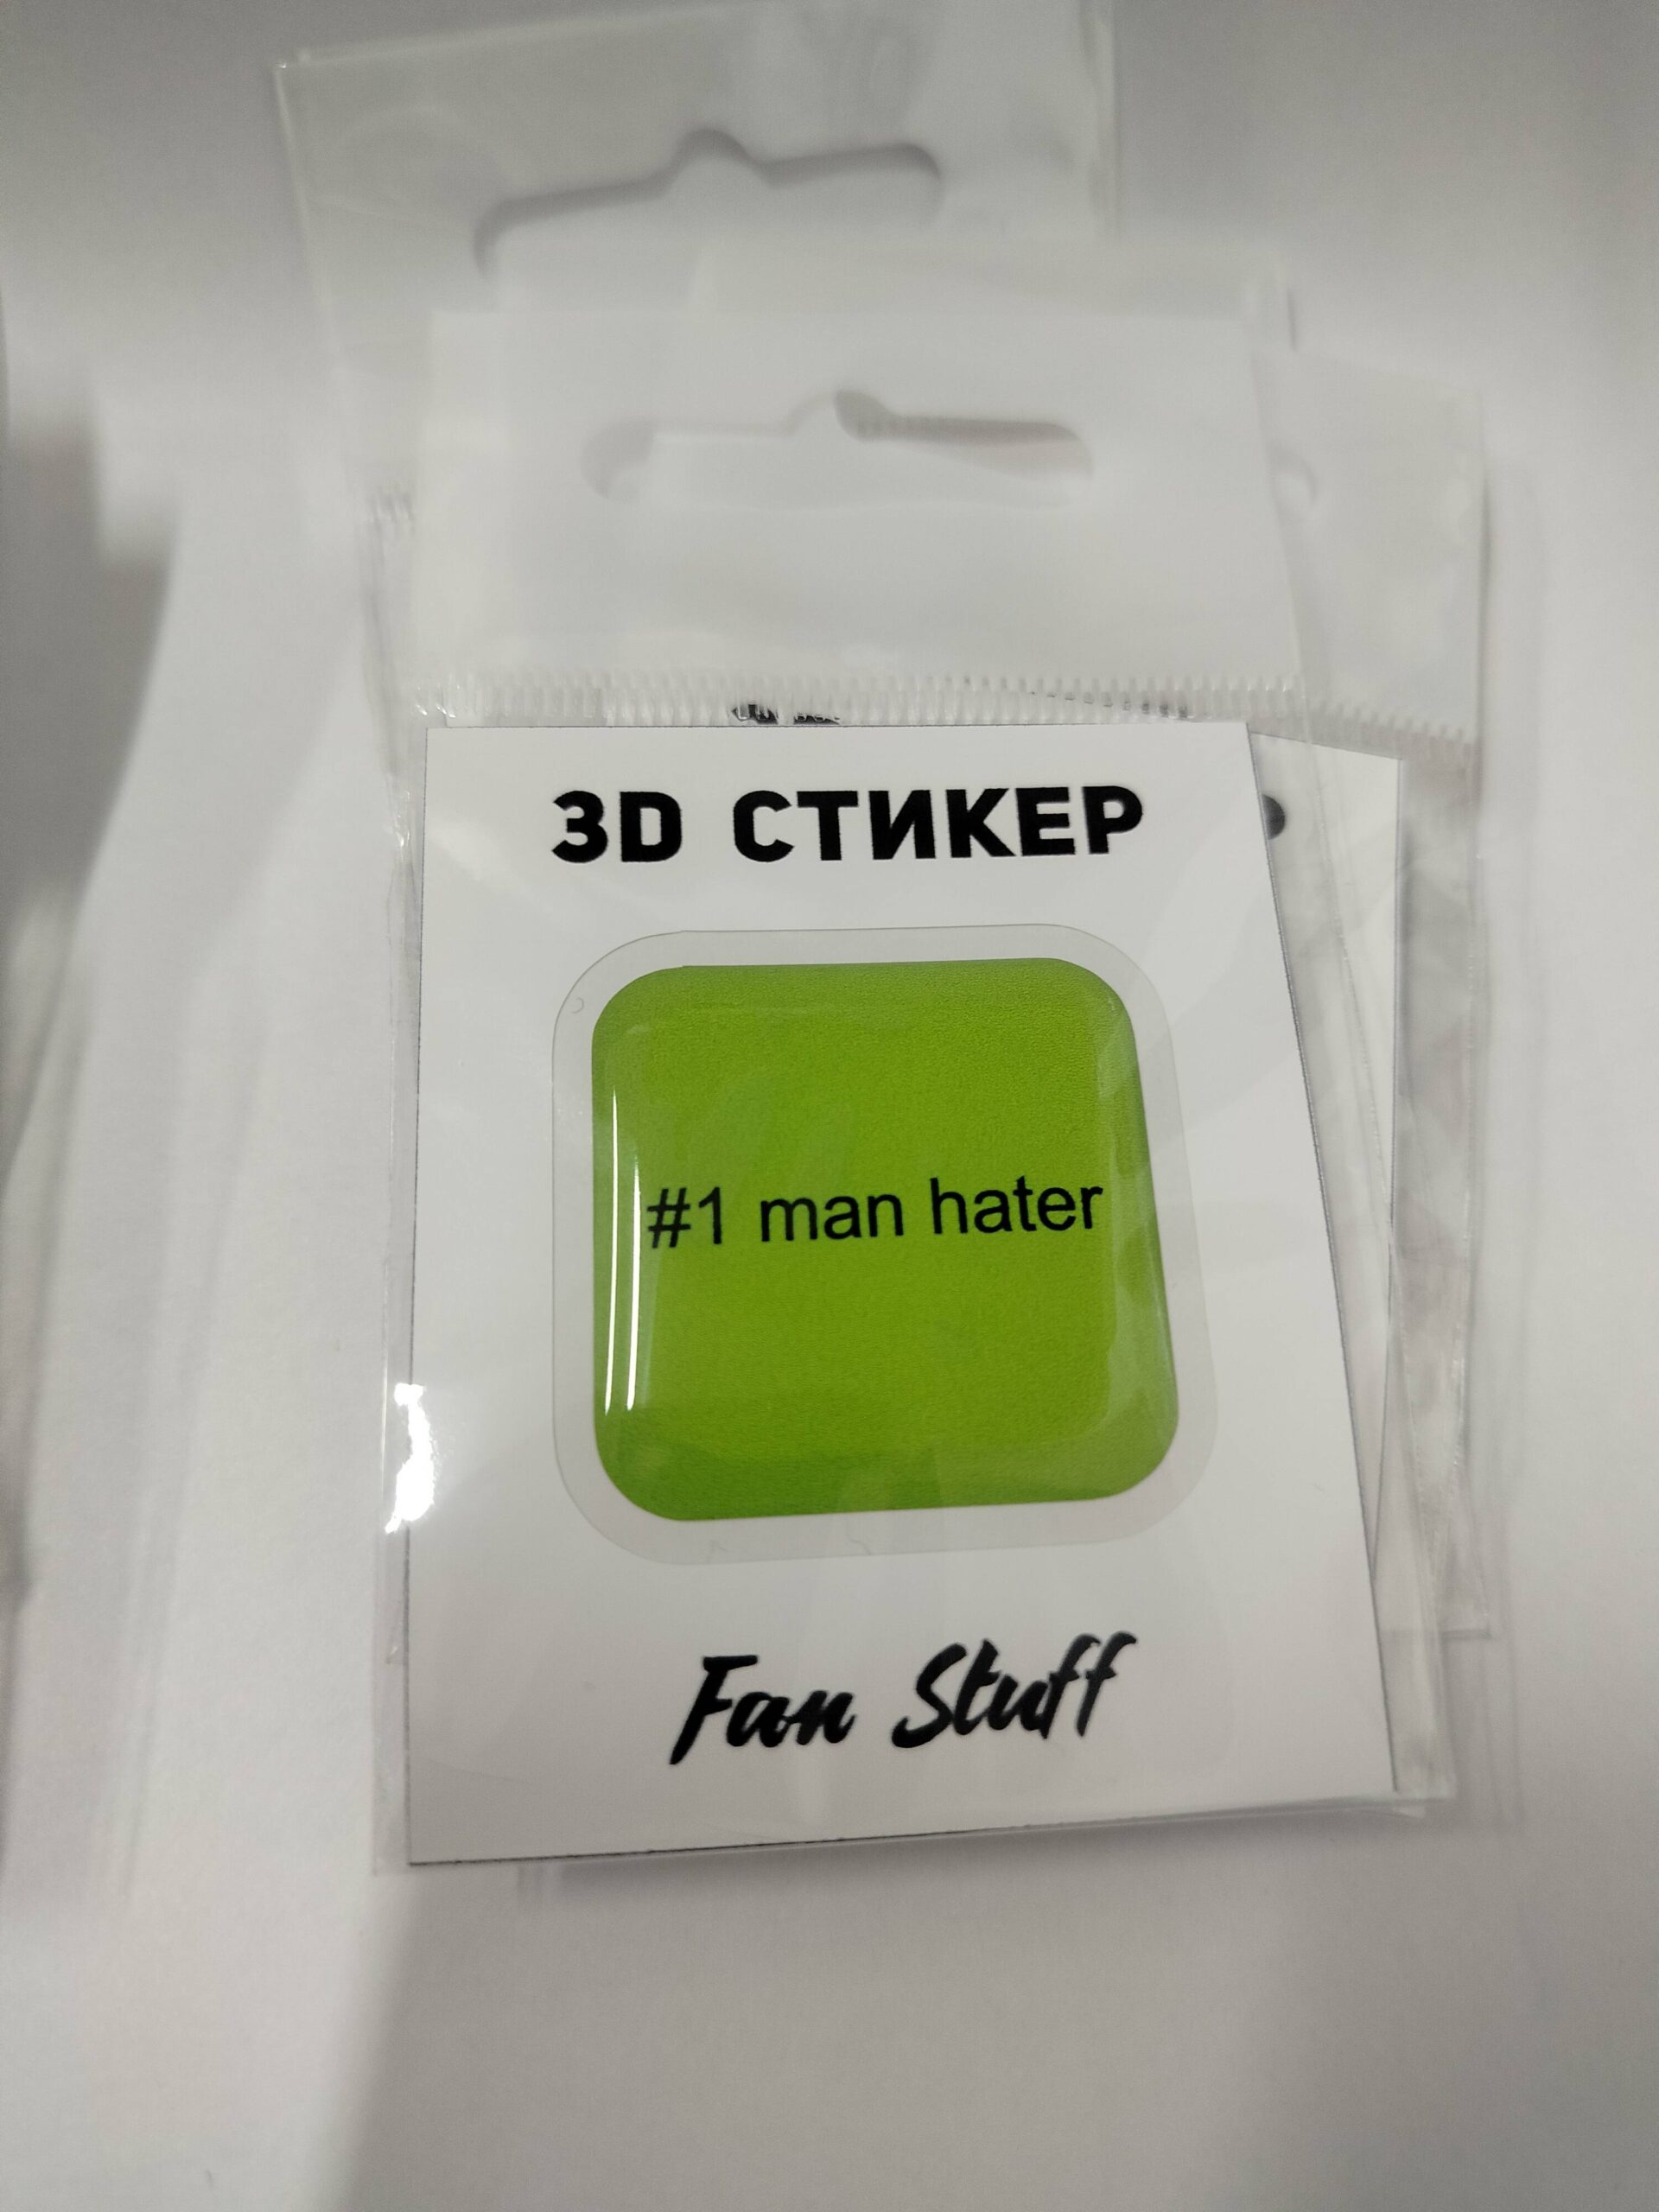 3D СТИКЕР
#1 man hater
Fan Stuff